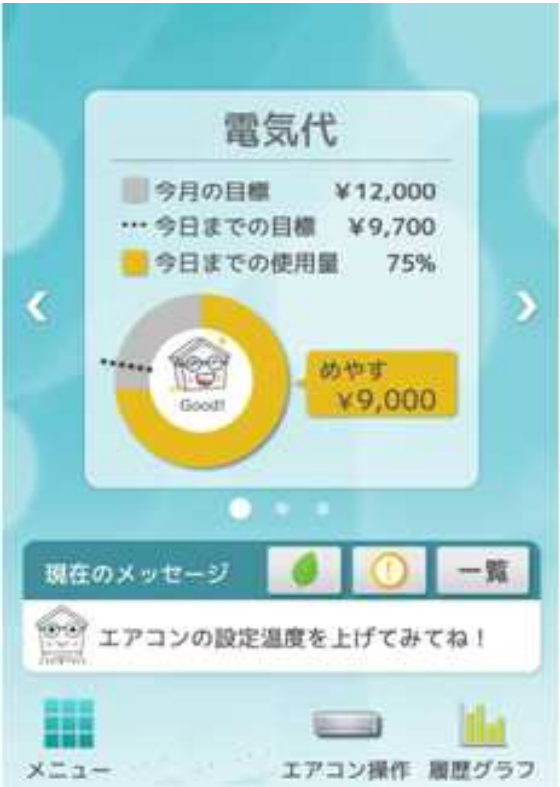 電気代
今月の目標 ¥12,000
今日までの目標 ¥9,700
今日までの使用量 75%
めやす
¥9,000
Good!
現在のメッセージ 一覧
エアコンの設定温度を上げてみてね!
メニュー エアコン操作 履歴グラフ